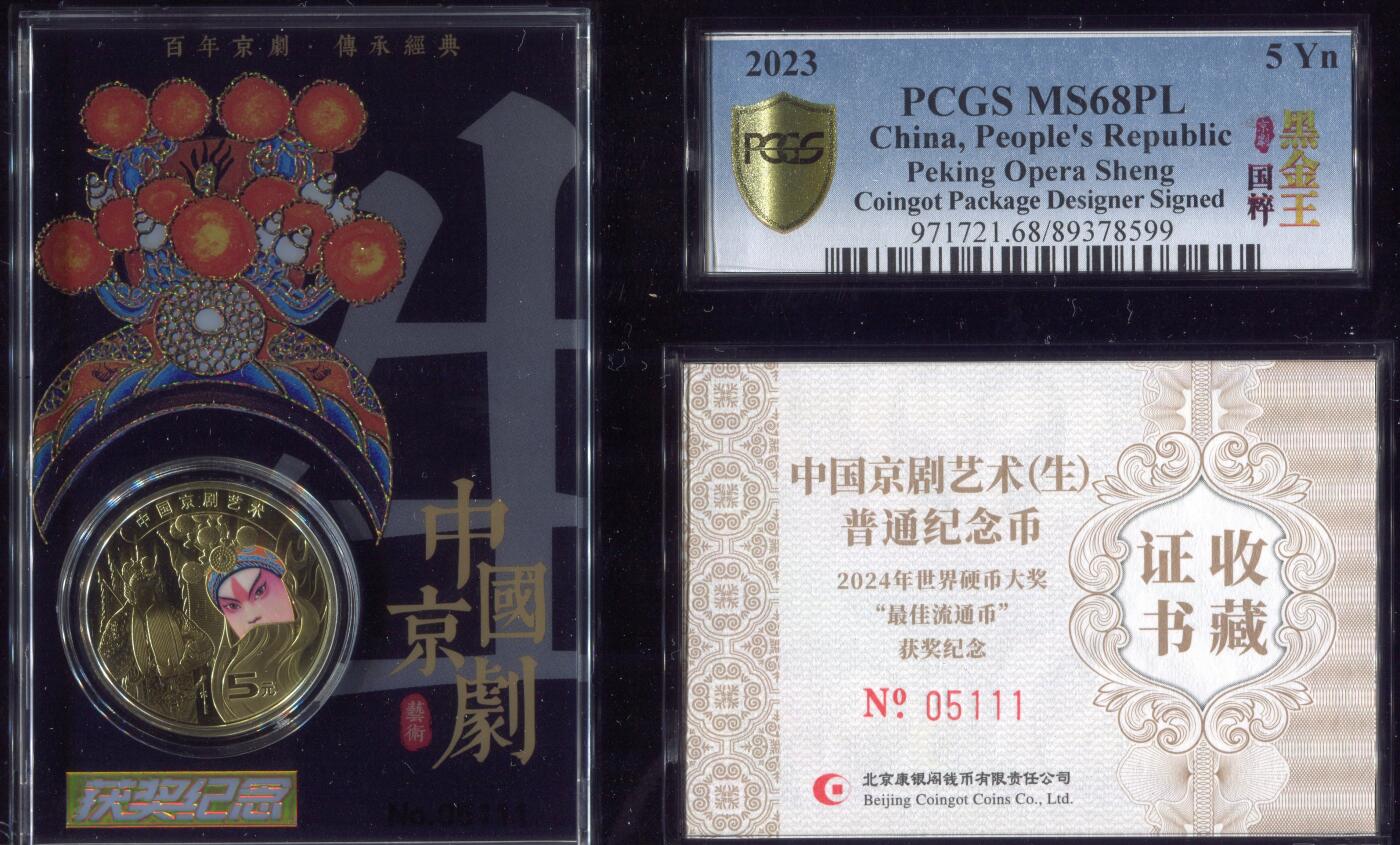 百年京劇·傳承經典
生
中国京剧艺术
5元
中國
京劇
藝術
获奖纪念
No.05111
2023
5 Yn
PCGS MS68PL
China, People's Republic
Peking Opera Sheng
Coingot Package Designer Signed
971721.68/89378599
PCGS
京剧
国粹
黑金王
中国京剧艺术(生)
普通纪念币
2024年世界硬币大奖
“最佳流通币”
获奖纪念
Nº 05111
收藏
证书
北京康银阁钱币有限责任公司
Beijing Coingot Coins Co., Ltd.